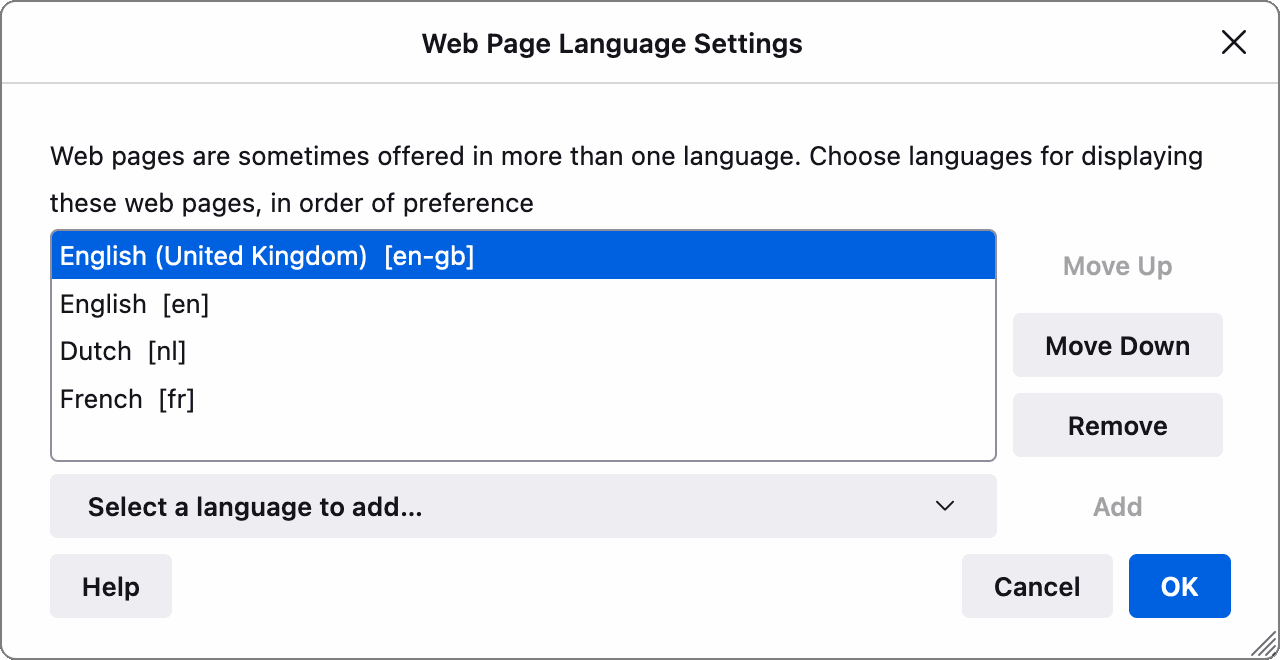 Web Page Language Settings
Web pages are sometimes offered in more than one language. Choose languages for displaying
these web pages, in order of preference
English (United Kingdom)  [en-gb]
English  [en]
Dutch  [nl]
French  [fr]
Move Up
Move Down
Remove
Select a language to add...
Add
Help
Cancel
OK